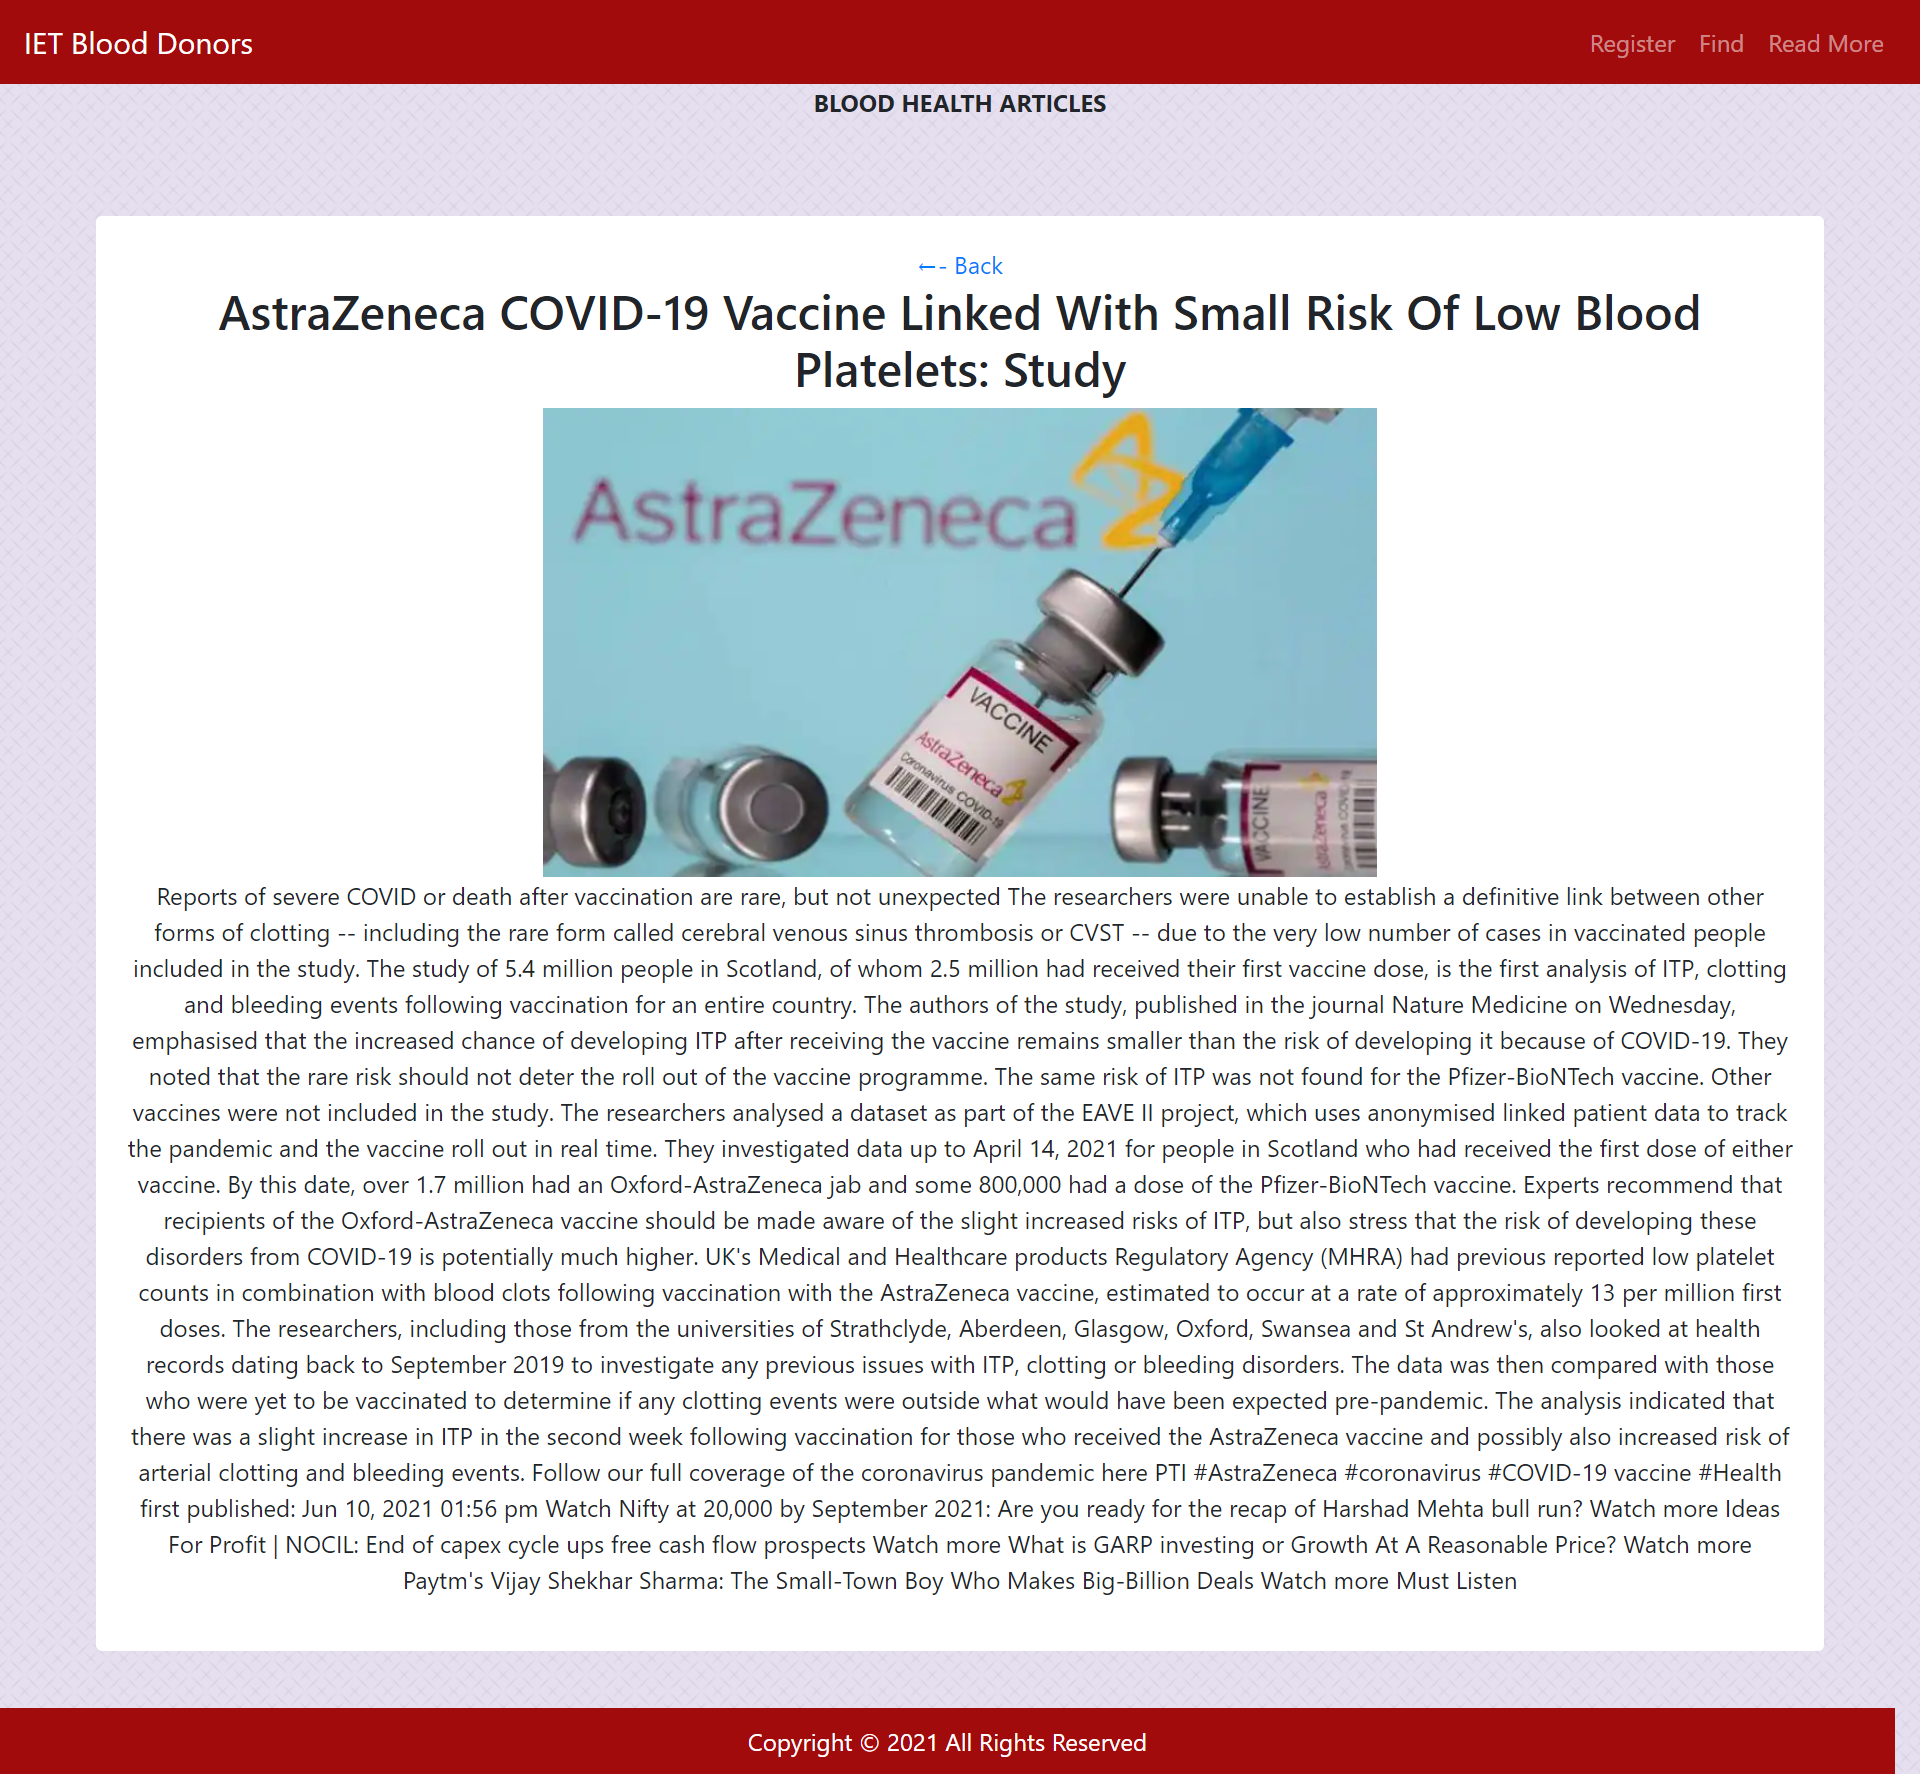 IET Blood Donors
Register
Find
Read More
BLOOD HEALTH ARTICLES
←- Back
AstraZeneca COVID-19 Vaccine Linked With Small Risk Of Low Blood
Platelets: Study
AstraZeneca
VACCINE
AstraZeneca
Coronavirus COVID-19
VACCINE
AstraZeneca
Reports of severe COVID or death after vaccination are rare, but not unexpected The researchers were unable to establish a definitive link between other
forms of clotting -- including the rare form called cerebral venous sinus thrombosis or CVST -- due to the very low number of cases in vaccinated people
included in the study. The study of 5.4 million people in Scotland, of whom 2.5 million had received their first vaccine dose, is the first analysis of ITP, clotting
and bleeding events following vaccination for an entire country. The authors of the study, published in the journal Nature Medicine on Wednesday,
emphasised that the increased chance of developing ITP after receiving the vaccine remains smaller than the risk of developing it because of COVID-19. They
noted that the rare risk should not deter the roll out of the vaccine programme. The same risk of ITP was not found for the Pfizer-BioNTech vaccine. Other
vaccines were not included in the study. The researchers analysed a dataset as part of the EAVE II project, which uses anonymised linked patient data to track
the pandemic and the vaccine roll out in real time. They investigated data up to April 14, 2021 for people in Scotland who had received the first dose of either
vaccine. By this date, over 1.7 million had an Oxford-AstraZeneca jab and some 800,000 had a dose of the Pfizer-BioNTech vaccine. Experts recommend that
recipients of the Oxford-AstraZeneca vaccine should be made aware of the slight increased risks of ITP, but also stress that the risk of developing these
disorders from COVID-19 is potentially much higher. UK's Medical and Healthcare products Regulatory Agency (MHRA) had previous reported low platelet
counts in combination with blood clots following vaccination with the AstraZeneca vaccine, estimated to occur at a rate of approximately 13 per million first
doses. The researchers, including those from the universities of Strathclyde, Aberdeen, Glasgow, Oxford, Swansea and St Andrew's, also looked at health
records dating back to September 2019 to investigate any previous issues with ITP, clotting or bleeding disorders. The data was then compared with those
who were yet to be vaccinated to determine if any clotting events were outside what would have been expected pre-pandemic. The analysis indicated that
there was a slight increase in ITP in the second week following vaccination for those who received the AstraZeneca vaccine and possibly also increased risk of
arterial clotting and bleeding events. Follow our full coverage of the coronavirus pandemic here PTI #AstraZeneca #coronavirus #COVID-19 vaccine #Health
first published: Jun 10, 2021 01:56 pm Watch Nifty at 20,000 by September 2021: Are you ready for the recap of Harshad Mehta bull run? Watch more Ideas
For Profit | NOCIL: End of capex cycle ups free cash flow prospects Watch more What is GARP investing or Growth At A Reasonable Price? Watch more
Paytm's Vijay Shekhar Sharma: The Small-Town Boy Who Makes Big-Billion Deals Watch more Must Listen
Copyright © 2021 All Rights Reserved